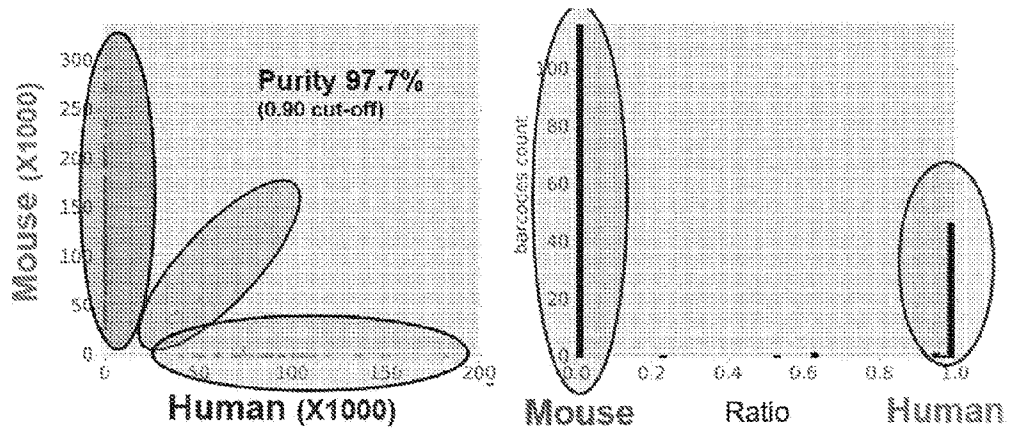 Mouse (X1000)
300
250
200
150
100
50
0
Purity 97.7%
(0.90 cut-off)
0 50 100 150 200
Human (X1000)
barcodes count
100
80
60
40
20
0
0.0 0.2 0.4 0.6 0.8 1.0
Mouse Ratio Human